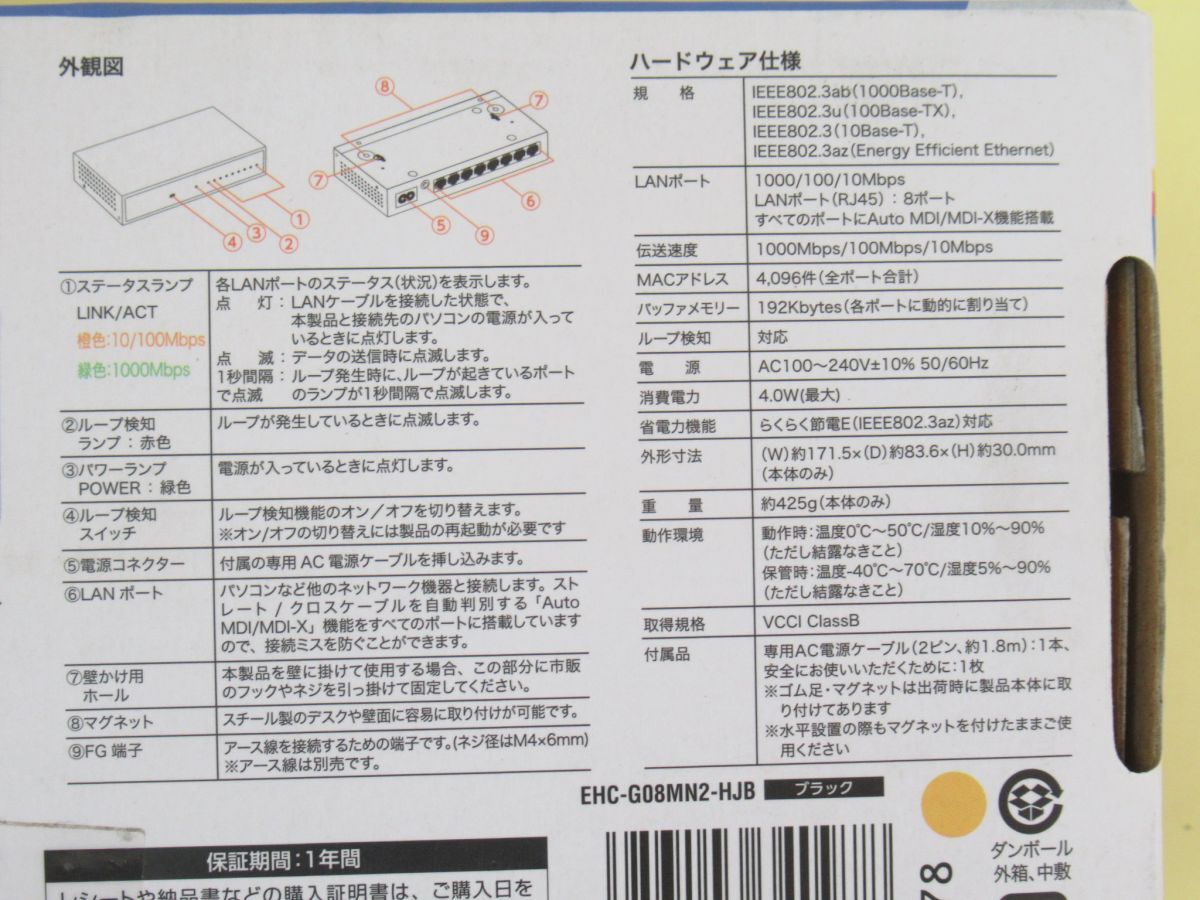 外観図
⑧
⑦
⑦
①
②
③
④
⑤
⑥
⑨
①ステータスランプ
LINK/ACT
橙色:10/100Mbps
緑色:1000Mbps
各LANポートのステータス(状況)を表示します。
点　灯:LANケーブルを接続した状態で、
本製品と接続先のパソコンの電源が入って
いるときに点灯します。
点　滅:データの送信時に点滅します。
1秒間隔:ループ発生時に、ループが起きているポート
で点滅　のランプが1秒間隔で点滅します。
②ループ検知
ランプ:赤色
ループが発生しているときに点滅します。
③パワーランプ
POWER:緑色
電源が入っているときに点灯します。
④ループ検知
スイッチ
ループ検知機能のオン/オフを切り替えます。
※オン/オフの切り替えには製品の再起動が必要です
⑤電源コネクター
付属の専用 AC 電源ケーブルを挿し込みます。
⑥LAN ポート
パソコンなど他のネットワーク機器と接続します。スト
レート / クロスケーブルを自動判別する「Auto
MDI/MDI-X」機能をすべてのポートに搭載しています
ので、接続ミスを防ぐことができます。
⑦壁かけ用
ホール
本製品を壁に掛けて使用する場合、この部分に市販
のフックやネジを引っ掛けて固定してください。
⑧マグネット
スチール製のデスクや壁面に容易に取り付けが可能です。
⑨FG 端子
アース線を接続するための端子です。(ネジ径はM4×6mm)
※アース線は別売です。
ハードウェア仕様
規　格
IEEE802.3ab(1000Base-T),
IEEE802.3u(100Base-TX),
IEEE802.3(10Base-T),
IEEE802.3az(Energy Efficient Ethernet)
LANポート
1000/100/10Mbps
LANポート(RJ45):8ポート
すべてのポートにAuto MDI/MDI-X機能搭載
伝送速度
1000Mbps/100Mbps/10Mbps
MACアドレス
4,096件(全ポート合計)
バッファメモリー
192Kbytes(各ポートに動的に割り当て)
ループ検知
対応
電　源
AC100〜240V±10% 50/60Hz
消費電力
4.0W(最大)
省電力機能
らくらく節電E(IEEE802.3az)対応
外形寸法
(W)約171.5×(D)約83.6×(H)約30.0mm
(本体のみ)
重　量
約425g(本体のみ)
動作環境
動作時:温度0℃〜50℃/湿度10%〜90%
(ただし結露なきこと)
保管時:温度-40℃〜70℃/湿度5%〜90%
(ただし結露なきこと)
取得規格
VCCI ClassB
付属品
専用AC電源ケーブル(2ピン、約1.8m):1本、
安全にお使いいただくために:1枚
※ゴム足・マグネットは出荷時に製品本体に取
り付けてあります
※水平設置の際もマグネットを付けたままご使
用ください
EHC-G08MN2-HJB ブラック
ダンボール
外箱、中敷
78
保証期間:1年間
レシートや納品書などの購入証明書は、ご購入日を